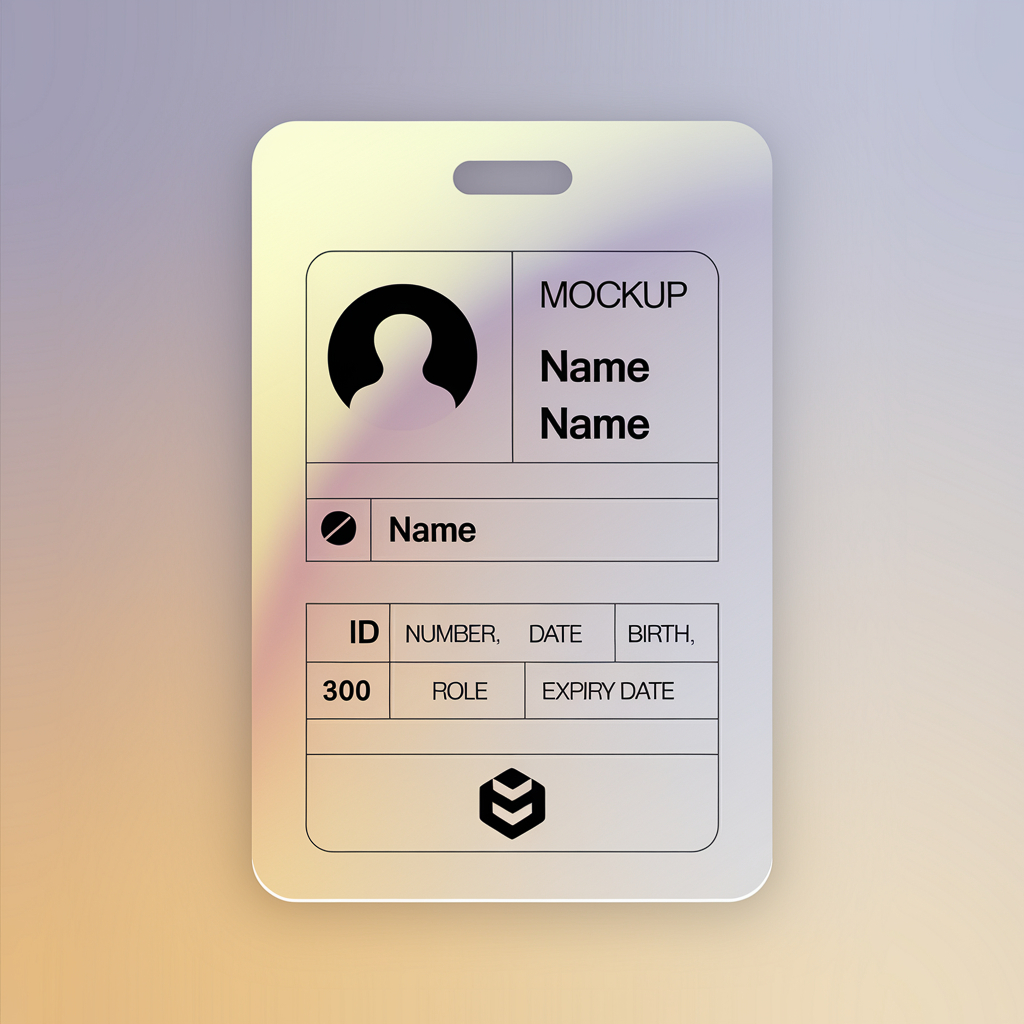 MOCKUP
Name
Name
Name
ID NUMBER, DATE BIRTH,
300 ROLE EXPIRY DATE